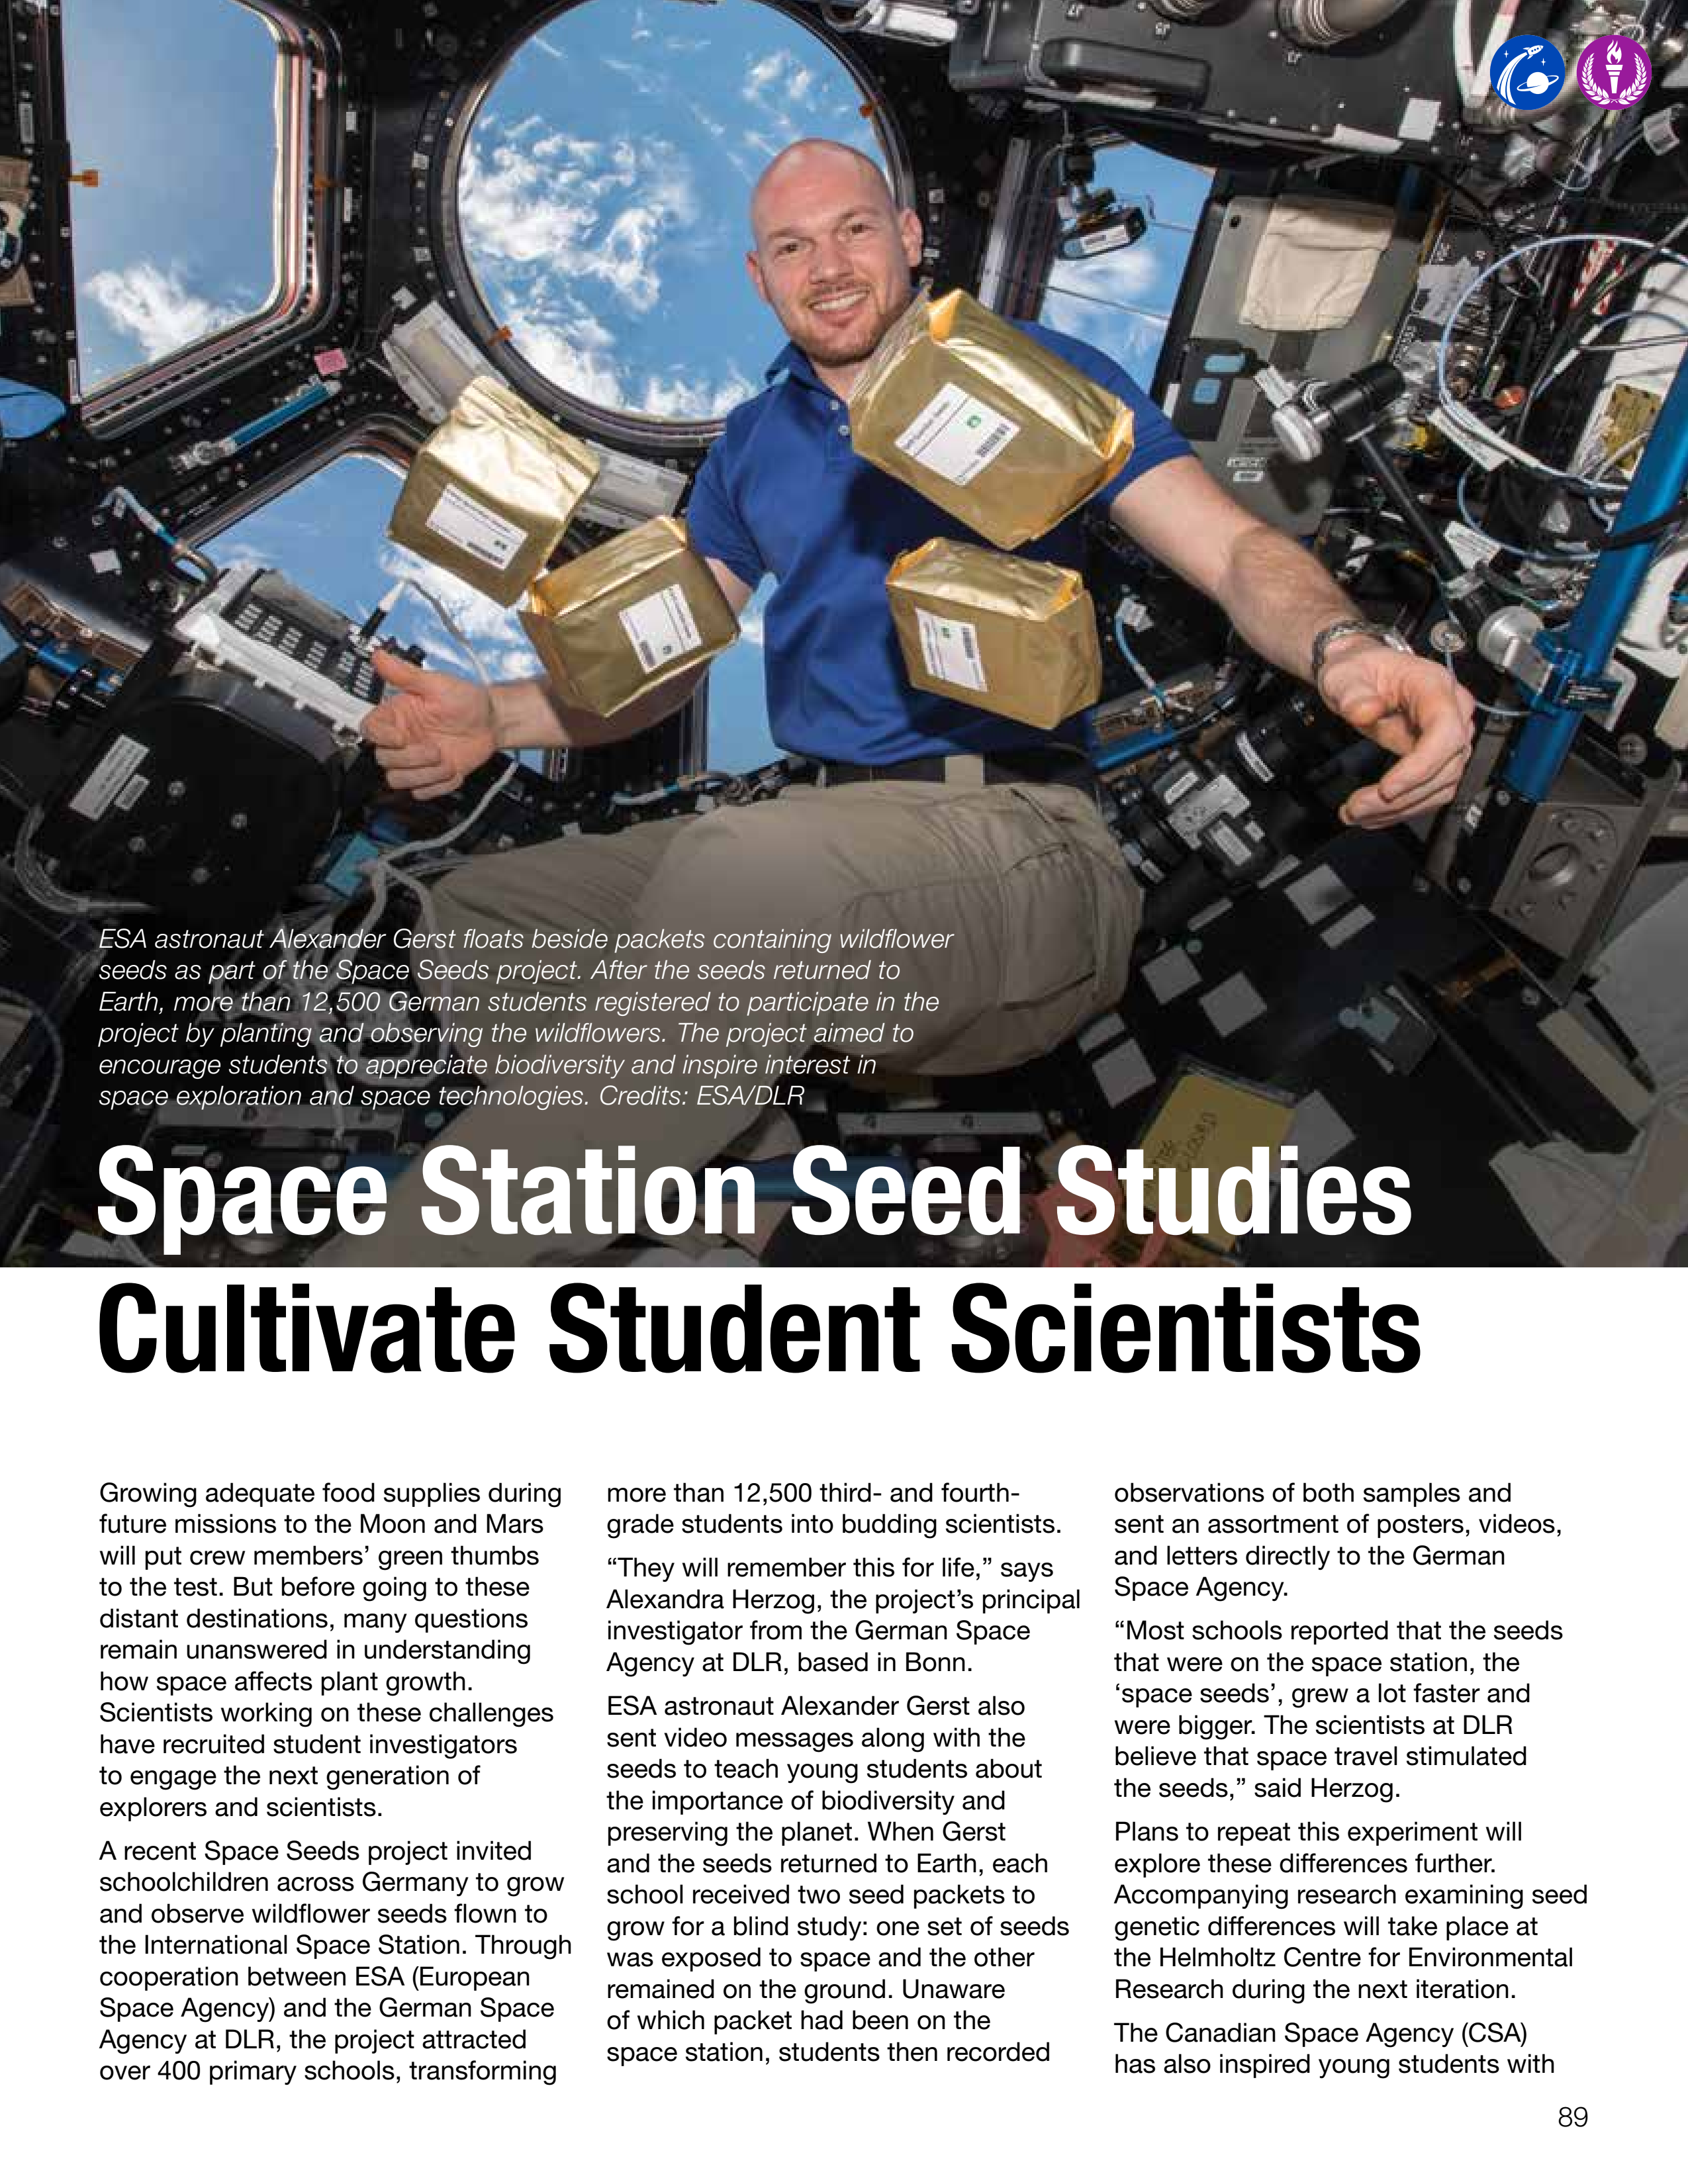 ESA astronaut Alexander Gerst floats beside packets containing wildflower
seeds as part of the Space Seeds project. After the seeds returned to
Earth, more than 12,500 German students registered to participate in the
project by planting and observing the wildflowers. The project aimed to
encourage students to appreciate biodiversity and inspire interest in
space exploration and space technologies. Credits: ESA/DLR
Space Station Seed Studies
Cultivate Student Scientists
Growing adequate food supplies during
future missions to the Moon and Mars
will put crew members’ green thumbs
to the test. But before going to these
distant destinations, many questions
remain unanswered in understanding
how space affects plant growth.
Scientists working on these challenges
have recruited student investigators
to engage the next generation of
explorers and scientists.
A recent Space Seeds project invited
schoolchildren across Germany to grow
and observe wildflower seeds flown to
the International Space Station. Through
cooperation between ESA (European
Space Agency) and the German Space
Agency at DLR, the project attracted
over 400 primary schools, transforming
more than 12,500 third- and fourth-
grade students into budding scientists.
“They will remember this for life,” says
Alexandra Herzog, the project’s principal
investigator from the German Space
Agency at DLR, based in Bonn.
ESA astronaut Alexander Gerst also
sent video messages along with the
seeds to teach young students about
the importance of biodiversity and
preserving the planet. When Gerst
and the seeds returned to Earth, each
school received two seed packets to
grow for a blind study: one set of seeds
was exposed to space and the other
remained on the ground. Unaware
of which packet had been on the
space station, students then recorded
observations of both samples and
sent an assortment of posters, videos,
and letters directly to the German
Space Agency.
“Most schools reported that the seeds
that were on the space station, the
‘space seeds’, grew a lot faster and
were bigger. The scientists at DLR
believe that space travel stimulated
the seeds,” said Herzog.
Plans to repeat this experiment will
explore these differences further.
Accompanying research examining seed
genetic differences will take place at
the Helmholtz Centre for Environmental
Research during the next iteration.
The Canadian Space Agency (CSA)
has also inspired young students with
89